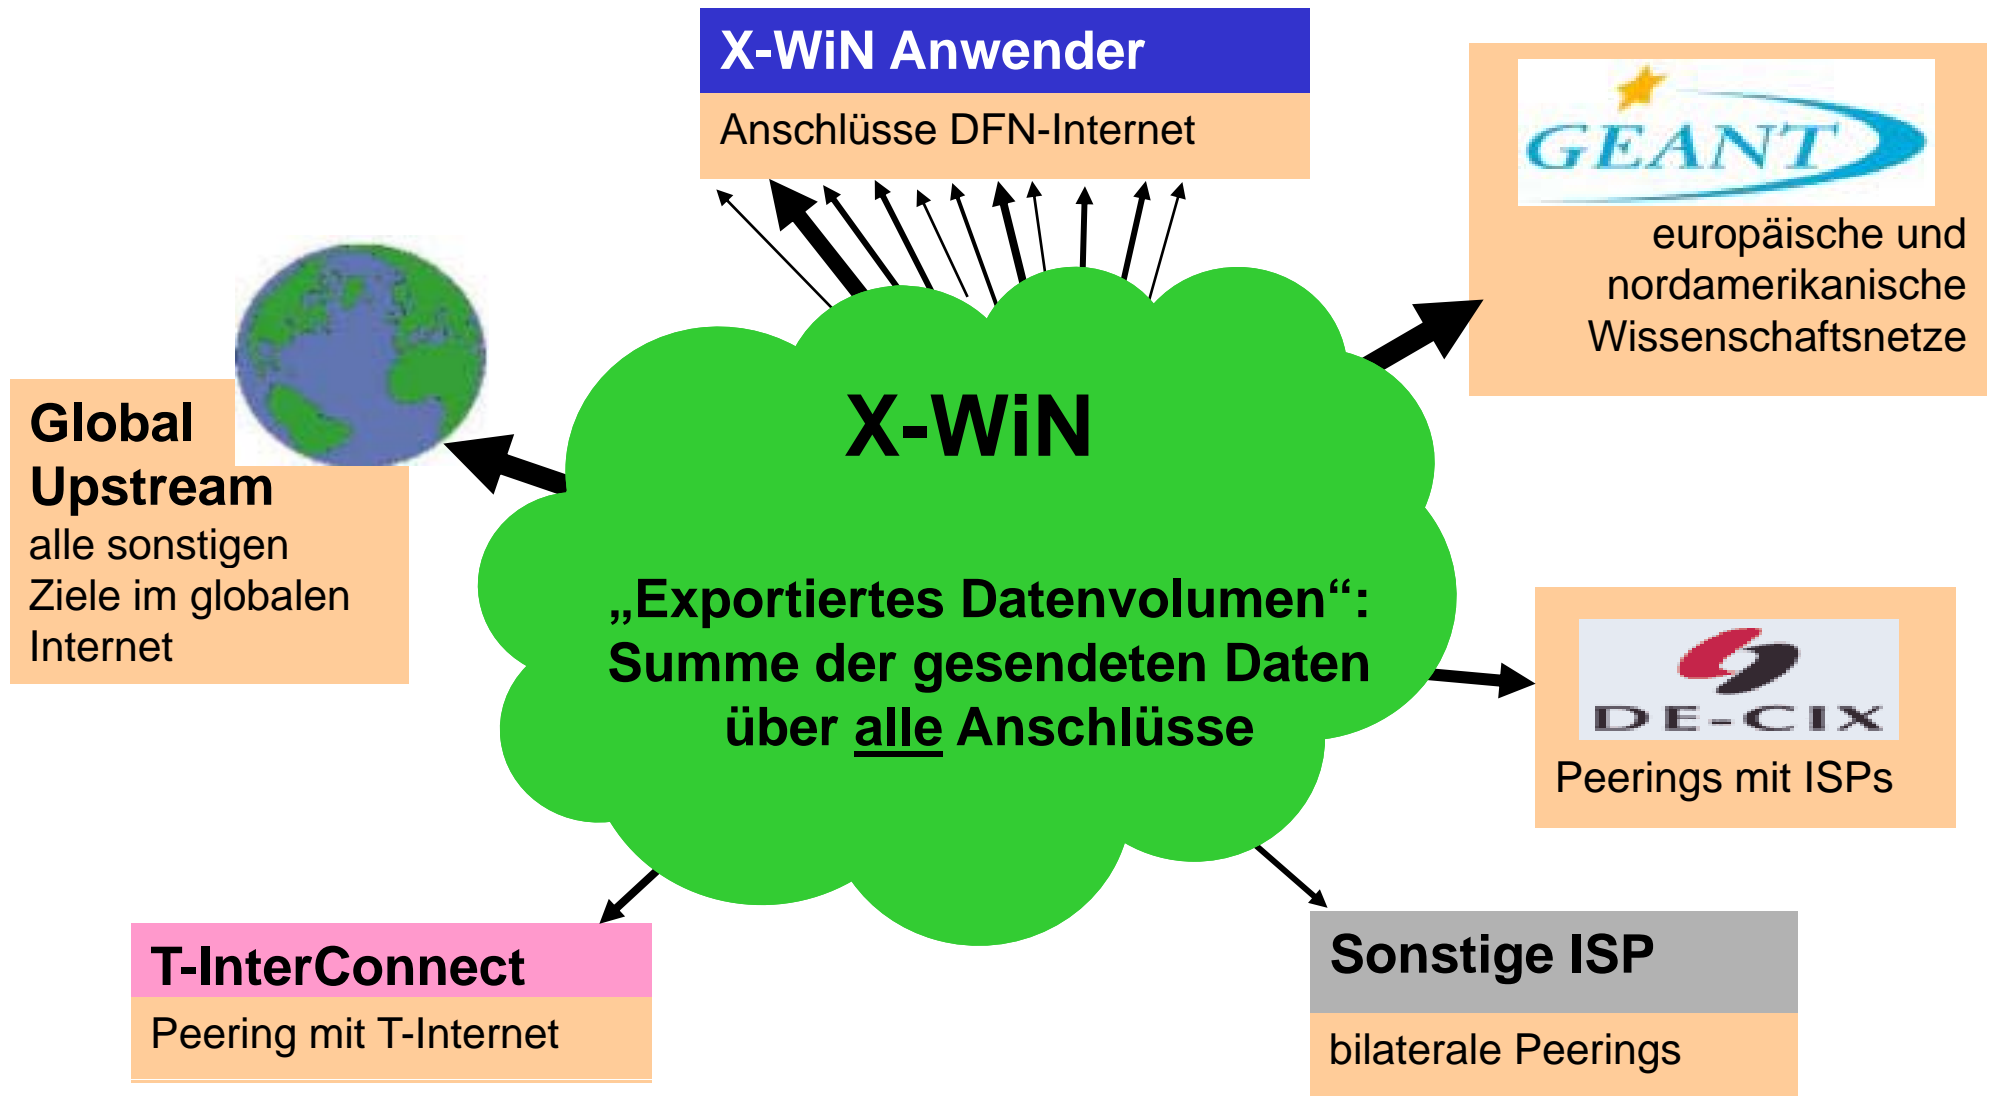 X-WiN Anwender
Anschlüsse DFN-Internet
GEANT
europäische und
nordamerikanische
Wissenschaftsnetze
Global
Upstream
alle sonstigen
Ziele im globalen
Internet
X-WiN
„Exportiertes Datenvolumen“:
Summe der gesendeten Daten
über alle Anschlüsse
DE-CIX
Peerings mit ISPs
T-InterConnect
Peering mit T-Internet
Sonstige ISP
bilaterale Peerings